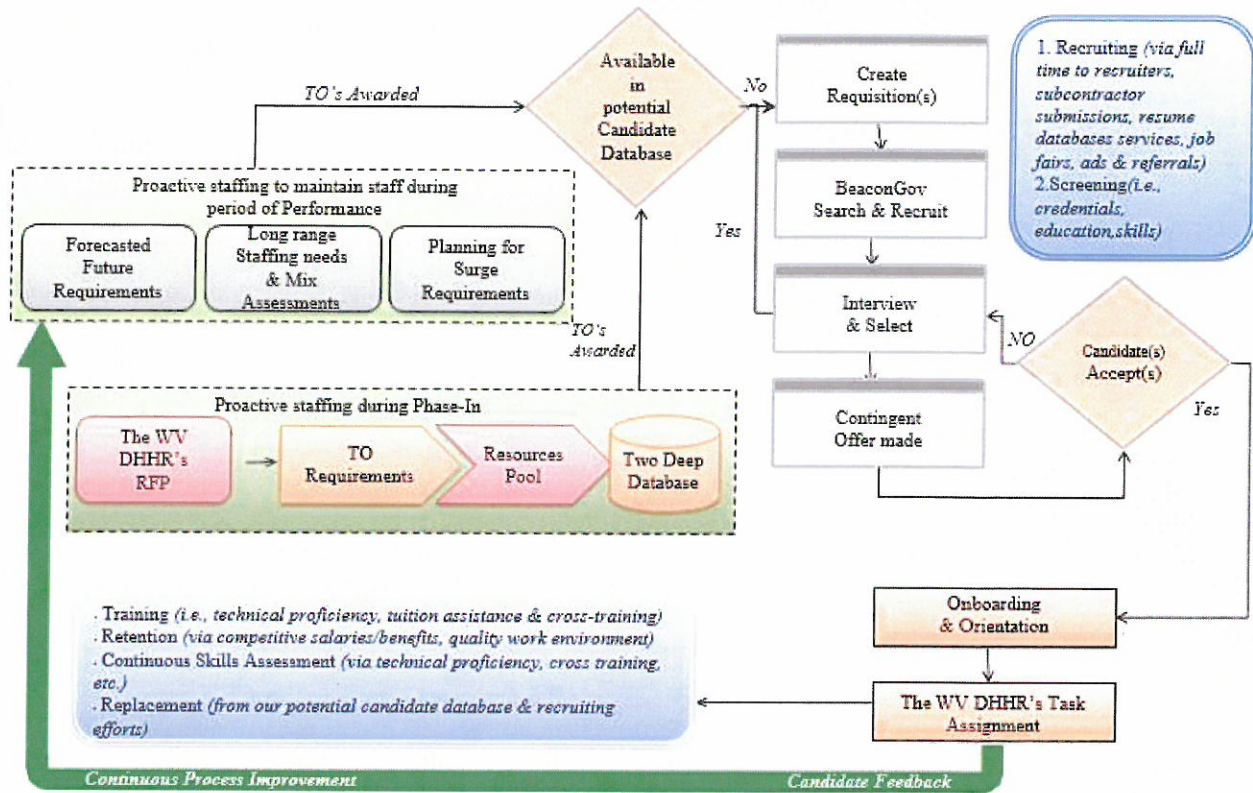 Available
in
potential
Candidate
Database
TO's Awarded
No
Yes
Create
Requisition(s)
BeaconGov
Search & Recruit
Interview
& Select
Contingent
Offer made
1. Recruiting (via full
time to recruiters,
subcontractor
submissions, resume
databases services, job
fairs, ads & referrals)
2.Screening(i.e.,
credentials,
education,skills)
Proactive staffing to maintain staff during
period of Performance
Forecasted
Future
Requirements
Long range
Staffing needs
& Mix
Assessments
Planning for
Surge
Requirements
TO's
Awarded
NO
Candidate(s)
Accept(s)
Yes
Proactive staffing during Phase-In
The WV
DHHR's
RFP
TO
Requirements
Resources
Pool
Two Deep
Database
Onboarding
& Orientation
The WV DHHR's Task
Assignment
. Training (i.e., technical proficiency, tuition assistance & cross-training)
. Retention (via competitive salaries/benefits, quality work environment)
. Continuous Skills Assessment (via technical proficiency, cross training,
etc.)
. Replacement (from our potential candidate database & recruiting
efforts)
Continuous Process Improvement
Candidate Feedback